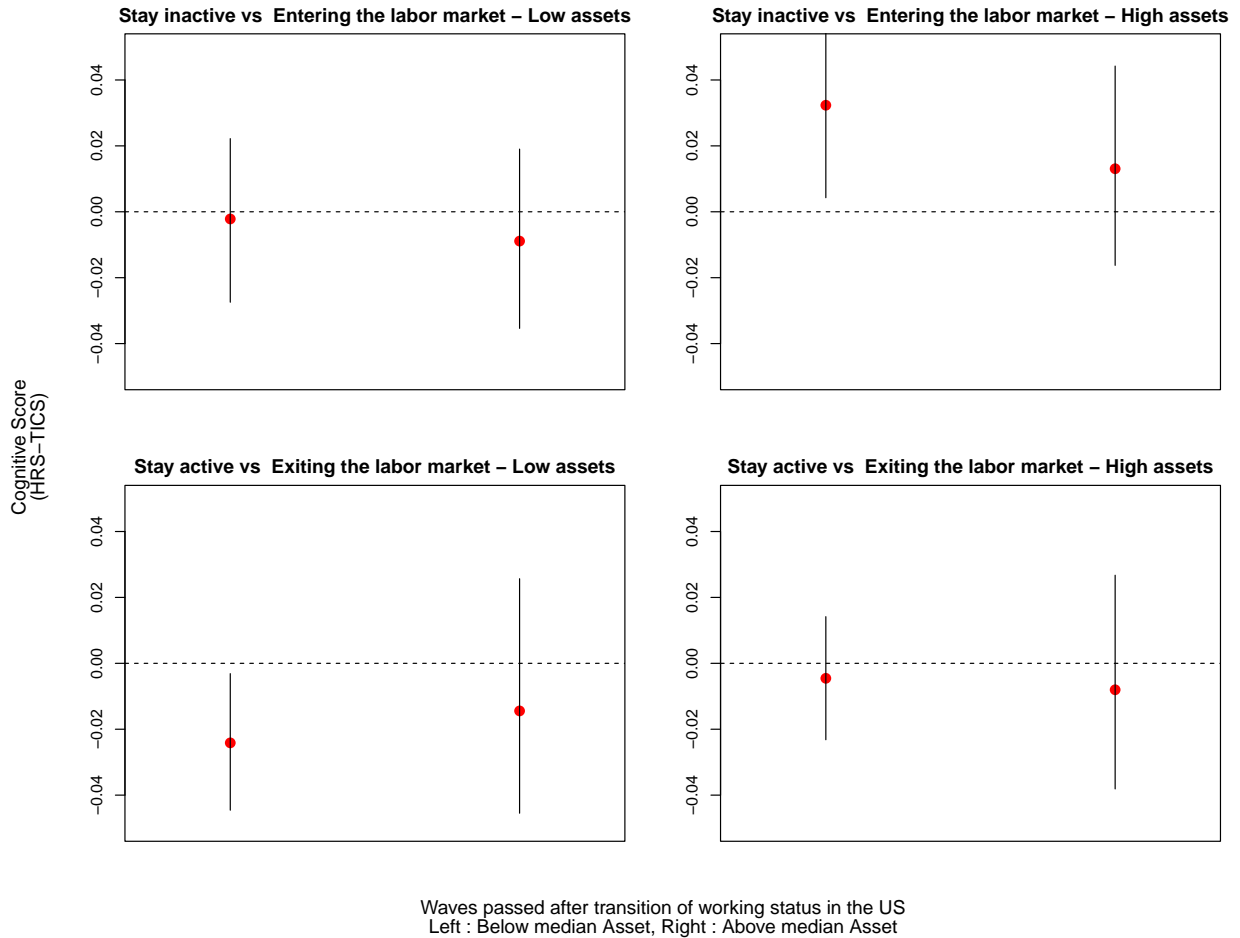 Stay inactive vs  Entering the labor market – Low assets
Stay inactive vs  Entering the labor market – High assets
0.04
0.02
0.00
−0.02
−0.04
0.04
0.02
0.00
−0.02
−0.04
Cognitive Score
(HRS−TICS)
Stay active vs  Exiting the labor market – Low assets
Stay active vs  Exiting the labor market – High assets
0.04
0.02
0.00
−0.02
−0.04
0.04
0.02
0.00
−0.02
−0.04
Waves passed after transition of working status in the US
Left : Below median Asset, Right : Above median Asset